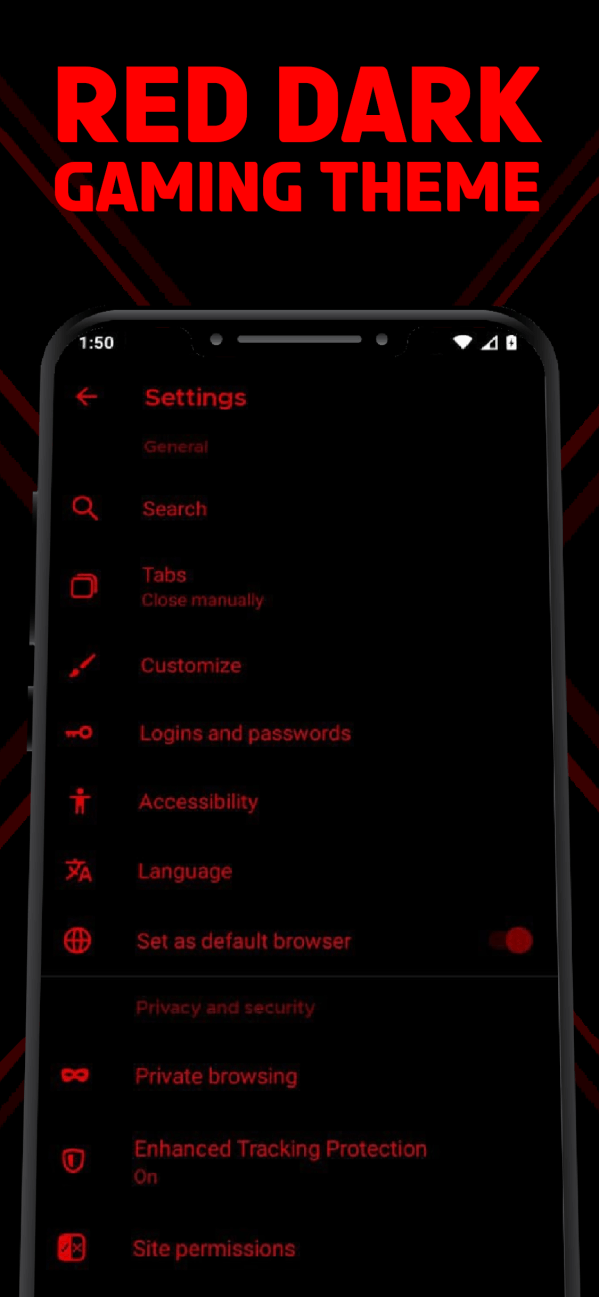 RED DARK
GAMING THEME
1:50
Settings
General
Search
Tabs
Close manually
Customize
Logins and passwords
Accessibility
Language
Set as default browser
Privacy and security
Private browsing
Enhanced Tracking Protection
On
Site permissions